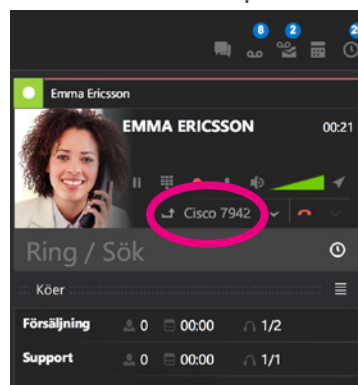 8 2 2
Emma Ericsson
EMMA ERICSSON 00:21
Cisco 7942
Ring / Sök
Köer
Försäljning 0 00:00 1/2
Support 0 00:00 1/1